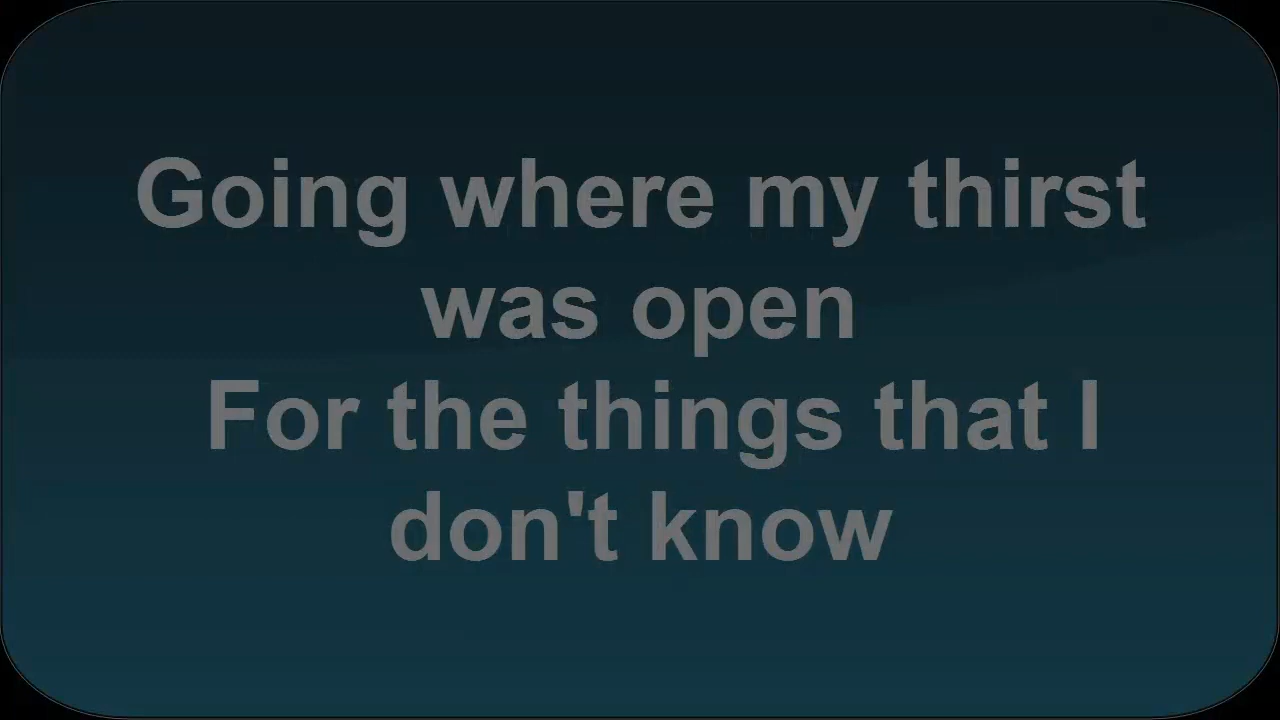 Going where my thirst
was open
For the things that I
don't know